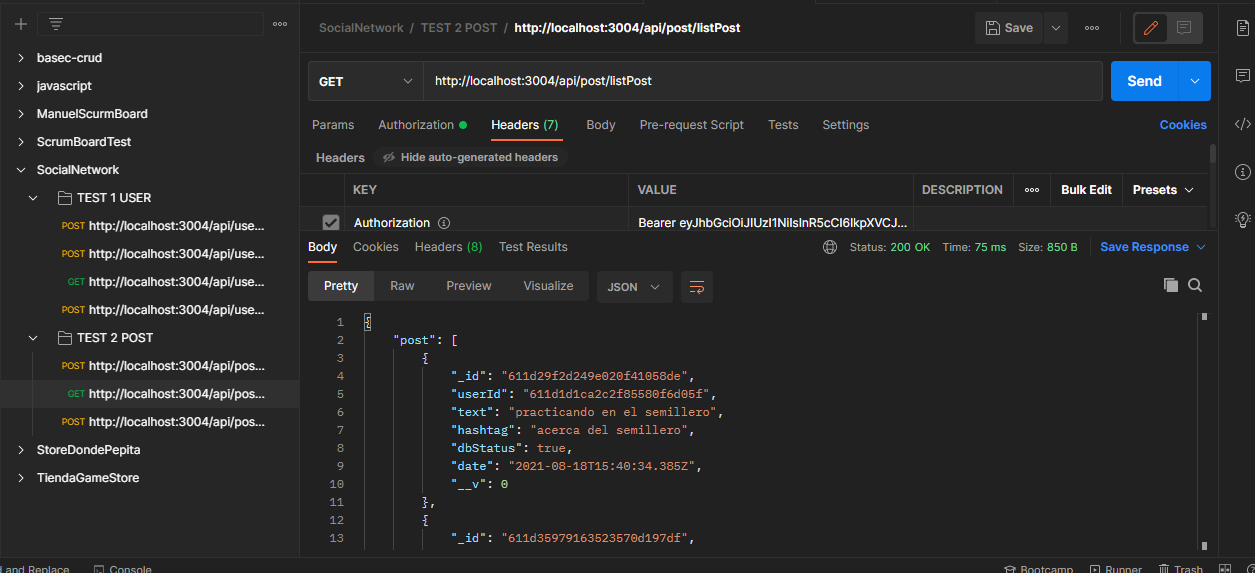 SocialNetwork / TEST 2 POST / http://localhost:3004/api/post/listPost
Save
basec-crud
javascript
ManuelScurmBoard
ScrumBoardTest
SocialNetwork
TEST 1 USER
POST http://localhost:3004/api/use...
POST http://localhost:3004/api/use...
GET http://localhost:3004/api/use...
POST http://localhost:3004/api/use...
TEST 2 POST
POST http://localhost:3004/api/pos...
GET http://localhost:3004/api/pos...
POST http://localhost:3004/api/pos...
StoreDondePepita
TiendaGameStore
GET http://localhost:3004/api/post/listPost Send
Params Authorization Headers (7) Body Pre-request Script Tests Settings Cookies
Headers Hide auto-generated headers
KEY VALUE DESCRIPTION Bulk Edit Presets
Authorization Bearer eyJhbGciOiJIUzI1NiIsInR5cCI6IkpXVCJ...
Body Cookies Headers (8) Test Results Status: 200 OK Time: 75 ms Size: 850 B Save Response
Pretty Raw Preview Visualize JSON
1 {
2 "post": [
3 {
4 "_id": "611d29f2d249e020f41058de",
5 "userId": "611d1d1ca2c2f85580f6d05f",
6 "text": "practicando en el semillero",
7 "hashtag": "acerca del semillero",
8 "dbStatus": true,
9 "date": "2021-08-18T15:40:34.385Z",
10 "__v": 0
11 },
12 {
13 "_id": "611d35979163523570d197df",
and Replace Console Bootcamp Runner Trash